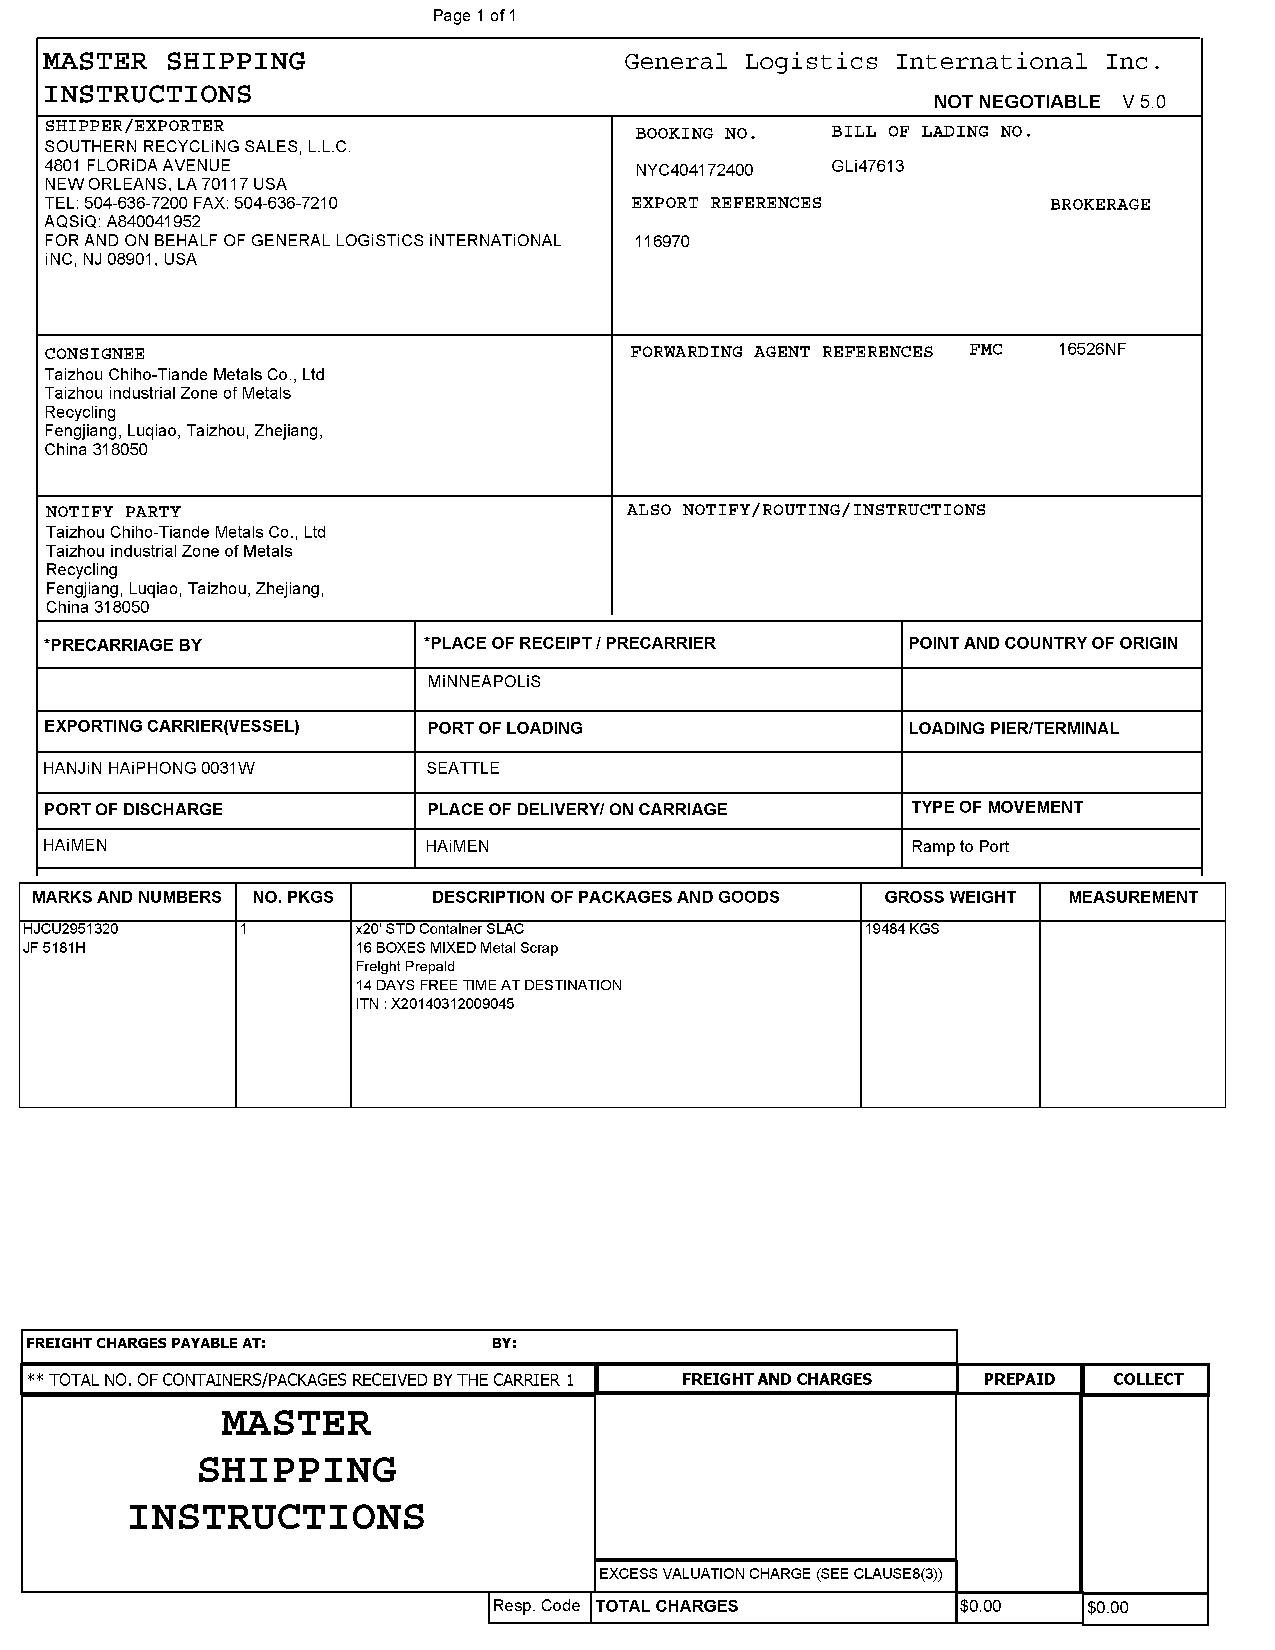 Page 1 of 1
MASTER SHIPPING
INSTRUCTIONS
General Logistics International Inc.
NOT NEGOTIABLE V 5.0
SHIPPER/EXPORTER
SOUTHERN RECYCLiNG SALES, L.L.C.
4801 FLORiDA AVENUE
NEW ORLEANS, LA 70117 USA
TEL: 504-636-7200 FAX: 504-636-7210
AQSiQ: A840041952
FOR AND ON BEHALF OF GENERAL LOGiSTiCS iNTERNATiONAL
iNC, NJ 08901, USA
BOOKING NO. BILL OF LADING NO.
NYC404172400 GLi47613
EXPORT REFERENCES BROKERAGE
116970
CONSIGNEE
Taizhou Chiho-Tiande Metals Co., Ltd
Taizhou industrial Zone of Metals
Recycling
Fengjiang, Luqiao, Taizhou, Zhejiang,
China 318050
FORWARDING AGENT REFERENCES FMC 16526NF
NOTIFY PARTY
Taizhou Chiho-Tiande Metals Co., Ltd
Taizhou industrial Zone of Metals
Recycling
Fengjiang, Luqiao, Taizhou, Zhejiang,
China 318050
ALSO NOTIFY/ROUTING/INSTRUCTIONS
*PRECARRIAGE BY *PLACE OF RECEIPT / PRECARRIER POINT AND COUNTRY OF ORIGIN
MiNNEAPOLiS
EXPORTING CARRIER(VESSEL) PORT OF LOADING LOADING PIER/TERMINAL
HANJiN HAiPHONG 0031W SEATTLE
PORT OF DISCHARGE PLACE OF DELIVERY/ ON CARRIAGE TYPE OF MOVEMENT
HAiMEN HAiMEN Ramp to Port
MARKS AND NUMBERS NO. PKGS DESCRIPTION OF PACKAGES AND GOODS GROSS WEIGHT MEASUREMENT
HJCU2951320 1 x20' STD Container SLAC 19484 KGS
JF 5181H 16 BOXES MIXED Metal Scrap
Freight Prepaid
14 DAYS FREE TIME AT DESTINATION
ITN : X20140312009045
FREIGHT CHARGES PAYABLE AT: BY:
** TOTAL NO. OF CONTAINERS/PACKAGES RECEIVED BY THE CARRIER 1 FREIGHT AND CHARGES PREPAID COLLECT
MASTER
SHIPPING
INSTRUCTIONS
EXCESS VALUATION CHARGE (SEE CLAUSE8(3))
Resp. Code TOTAL CHARGES $0.00 $0.00